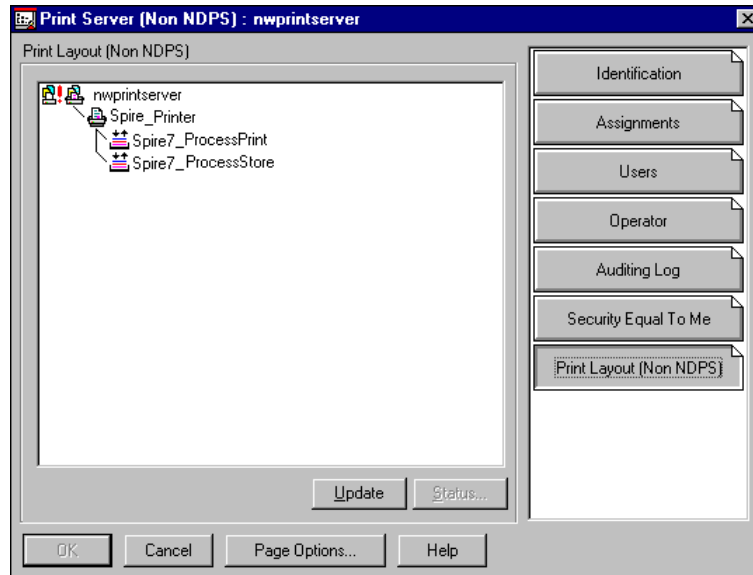 Print Server (Non NDPS) : nwprintserver
Print Layout (Non NDPS)
nwprintserver
Spire_Printer
Spire7_ProcessPrint
Spire7_ProcessStore
Update
Status...
Identification
Assignments
Users
Operator
Auditing Log
Security Equal To Me
Print Layout (Non NDPS)
OK
Cancel
Page Options...
Help